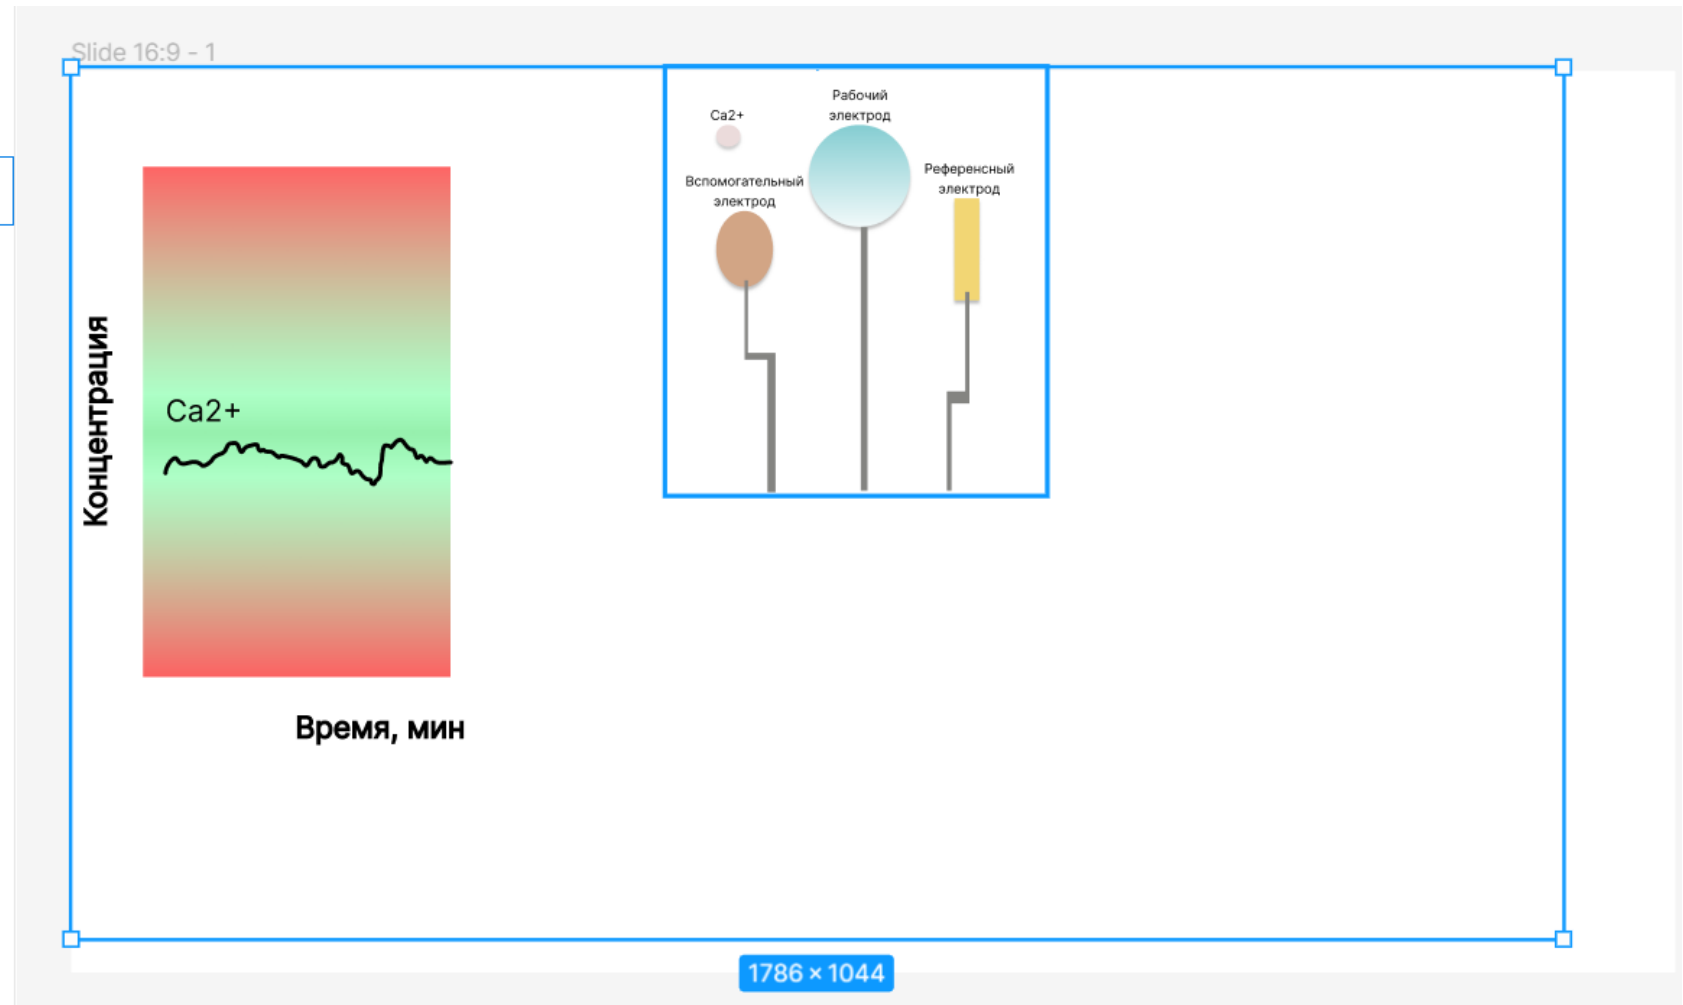 Slide 16:9 - 1
Рабочий
электрод
Ca2+
Референсный
электрод
Вспомогательный
электрод
Концентрация
Ca2+
Время, мин
1786 × 1044